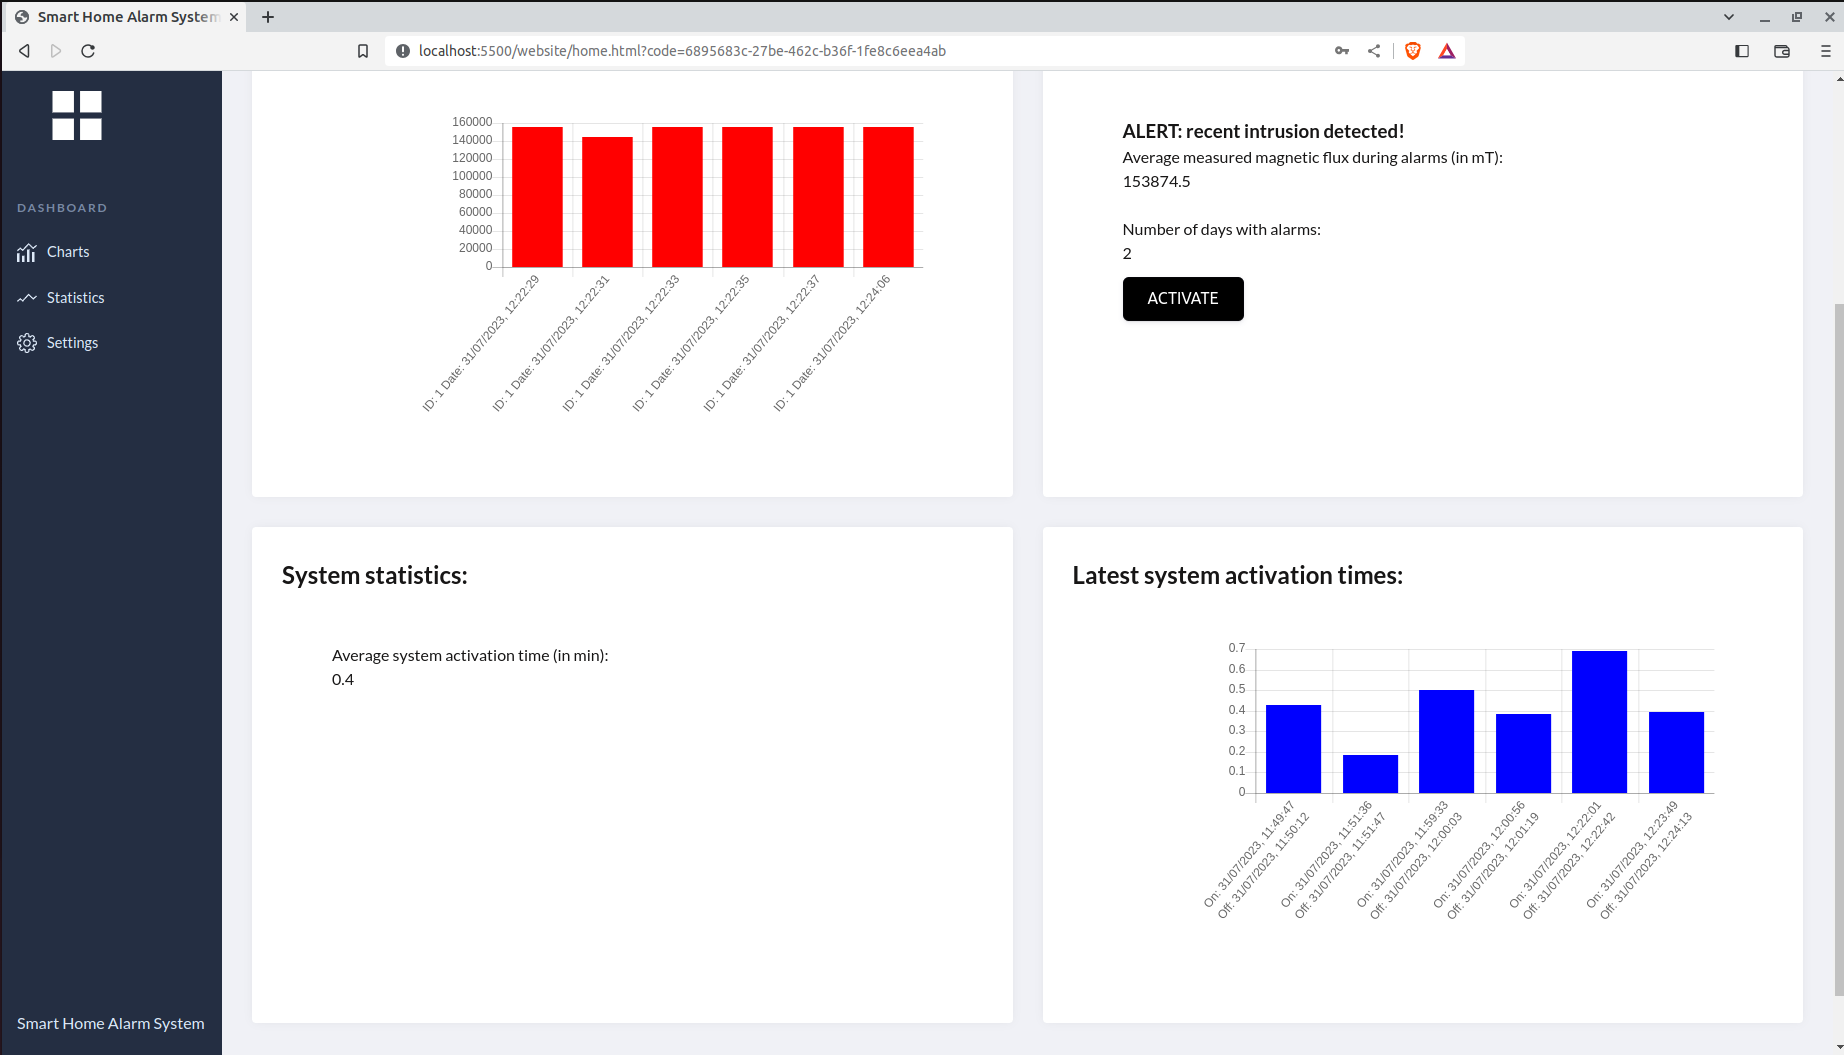 Smart Home Alarm System
localhost:5500/website/home.html?code=6895683c-27be-462c-b36f-1fe8c6eea4ab
DASHBOARD
Charts
Statistics
Settings
Smart Home Alarm System
160000
140000
120000
100000
80000
60000
40000
20000
0
ID: 1 Date: 31/07/2023, 12:22:29
ID: 1 Date: 31/07/2023, 12:22:31
ID: 1 Date: 31/07/2023, 12:22:33
ID: 1 Date: 31/07/2023, 12:22:35
ID: 1 Date: 31/07/2023, 12:22:37
ID: 1 Date: 31/07/2023, 12:24:06
ALERT: recent intrusion detected!
Average measured magnetic flux during alarms (in mT):
153874.5
Number of days with alarms:
2
ACTIVATE
System statistics:
Average system activation time (in min):
0.4
Latest system activation times:
0.7
0.6
0.5
0.4
0.3
0.2
0.1
0
On: 31/07/2023, 11:49:47
Off: 31/07/2023, 11:50:12
On: 31/07/2023, 11:51:36
Off: 31/07/2023, 11:51:47
On: 31/07/2023, 11:59:33
Off: 31/07/2023, 12:00:03
On: 31/07/2023, 12:00:56
Off: 31/07/2023, 12:01:19
On: 31/07/2023, 12:22:01
Off: 31/07/2023, 12:22:42
On: 31/07/2023, 12:23:49
Off: 31/07/2023, 12:24:13